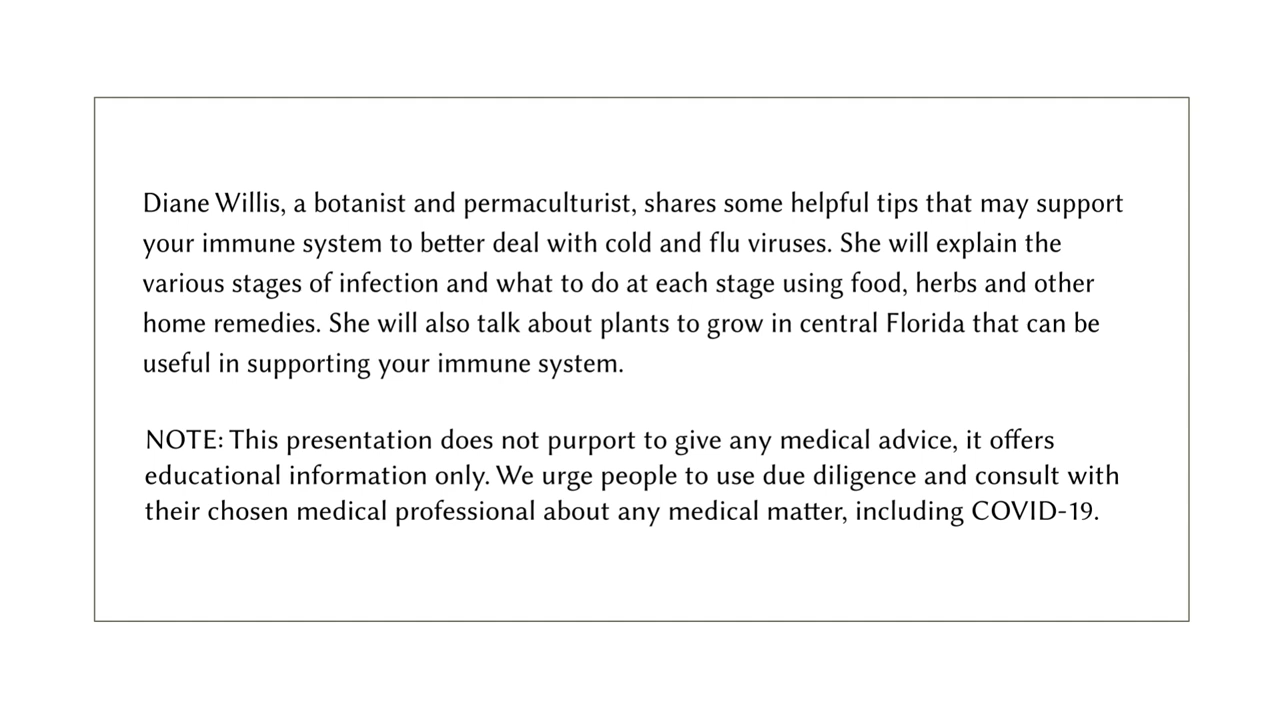 Diane Willis, a botanist and permaculturist, shares some helpful tips that may support
your immune system to better deal with cold and flu viruses. She will explain the
various stages of infection and what to do at each stage using food, herbs and other
home remedies. She will also talk about plants to grow in central Florida that can be
useful in supporting your immune system.
NOTE: This presentation does not purport to give any medical advice, it offers
educational information only. We urge people to use due diligence and consult with
their chosen medical professional about any medical matter, including COVID-19.